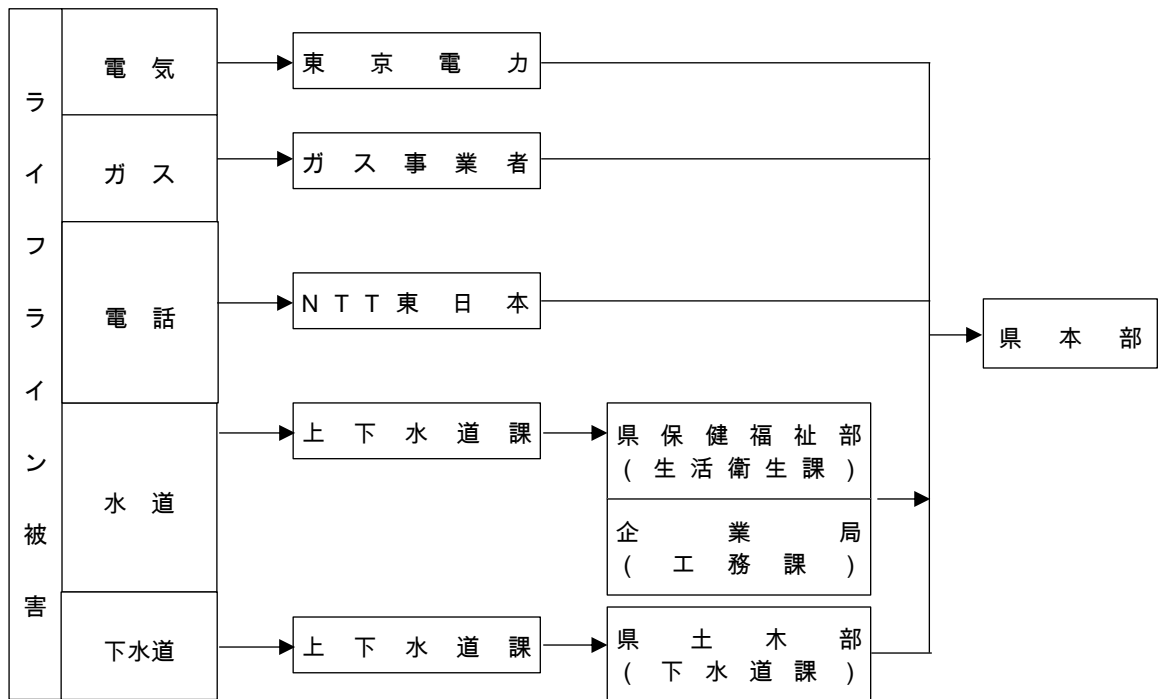 ライフライン被害
電気
東京電力
ガス
ガス事業者
電話
NTT東日本
県本部
水道
上下水道課
県保健福祉部
(生活衛生課)
企業局
(工務課)
下水道
上下水道課
県土木部
(下水道課)